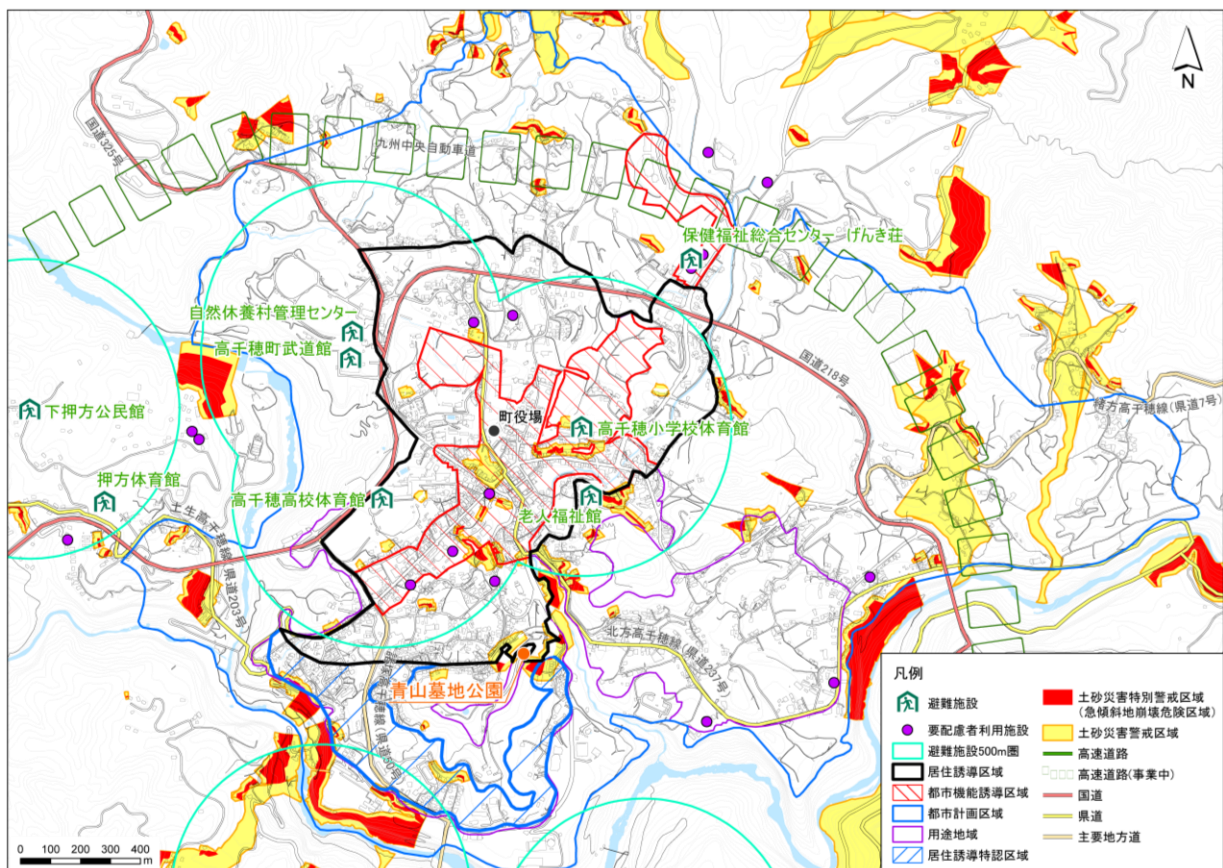 N
国道325号
九州中央自動車道
保健福祉総合センター げんき荘
自然休養村管理センター
高千穂町武道館
国道218号
緒方高千穂線(県道7号)
下押方公民館
町役場
高千穂小学校体育館
押方体育館
高千穂高校体育館
老人福祉館
土生高千穂線(県道203号)
北方高千穂線(県道237号)
青山墓地公園
高千穂線(県道50号)
凡例
避難施設
要配慮者利用施設
避難施設500m圏
居住誘導区域
都市機能誘導区域
都市計画区域
用途地域
居住誘導特認区域
土砂災害特別警戒区域
(急傾斜地崩壊危険区域)
土砂災害警戒区域
高速道路
高速道路(事業中)
国道
県道
主要地方道
0 100 200 300 400
m